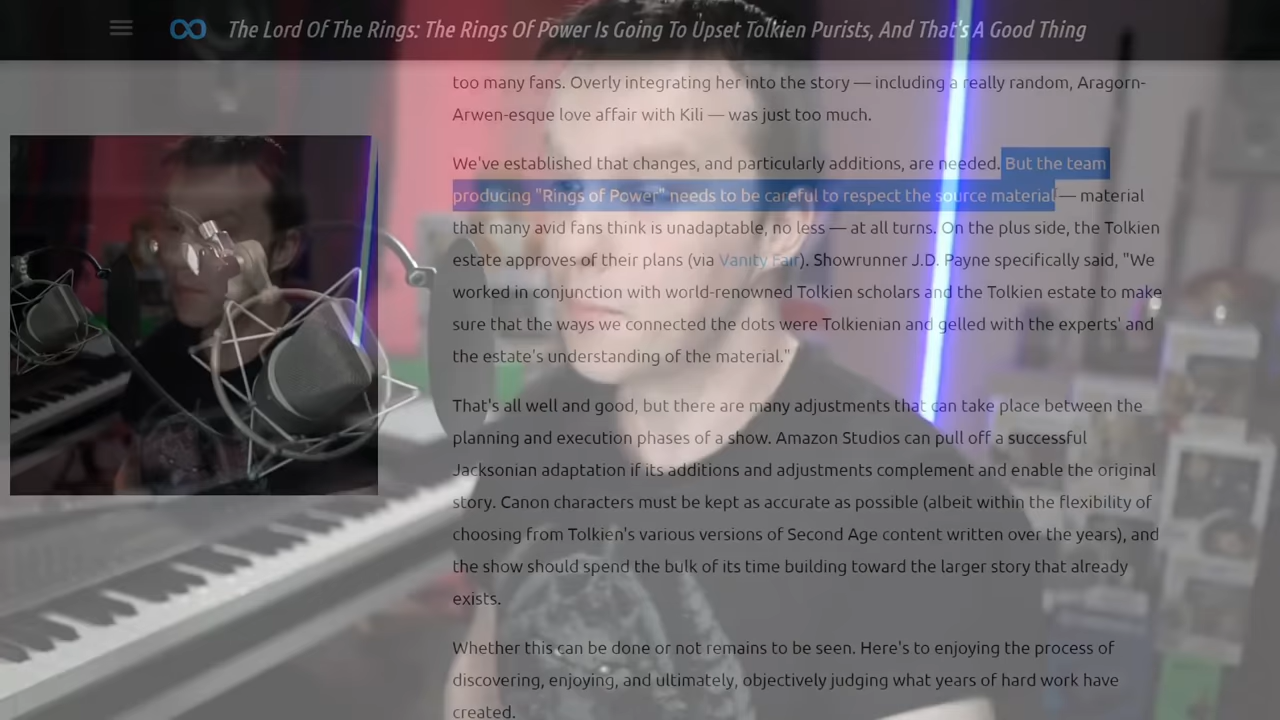 The Lord Of The Rings: The Rings Of Power Is Going To Upset Tolkien Purists, And That's A Good Thing
too many fans. Overly integrating her into the story — including a really random, Aragorn-
Arwen-esque love affair with Kili — was just too much.
We've established that changes, and particularly additions, are needed. But the team
producing "Rings of Power" needs to be careful to respect the source material — material
that many avid fans think is unadaptable, no less — at all turns. On the plus side, the Tolkien
estate approves of their plans (via Vanity Fair). Showrunner J.D. Payne specifically said, "We
worked in conjunction with world-renowned Tolkien scholars and the Tolkien estate to make
sure that the ways we connected the dots were Tolkienian and gelled with the experts' and
the estate's understanding of the material."
That's all well and good, but there are many adjustments that can take place between the
planning and execution phases of a show. Amazon Studios can pull off a successful
Jacksonian adaptation if its additions and adjustments complement and enable the original
story. Canon characters must be kept as accurate as possible (albeit within the flexibility of
choosing from Tolkien's various versions of Second Age content written over the years), and
the show should spend the bulk of its time building toward the larger story that already
exists.
Whether this can be done or not remains to be seen. Here's to enjoying the process of
discovering, enjoying, and ultimately, objectively judging what years of hard work have
created.